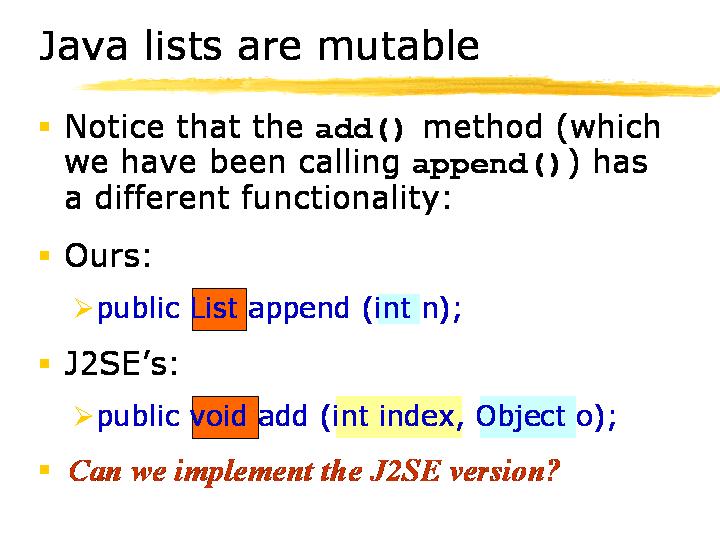 Java lists are mutable
Notice that the add() method (which
we have been calling append()) has
a different functionality:
Ours:
public List append (int n);
J2SE’s:
public void add (int index, Object o);
Can we implement the J2SE version?